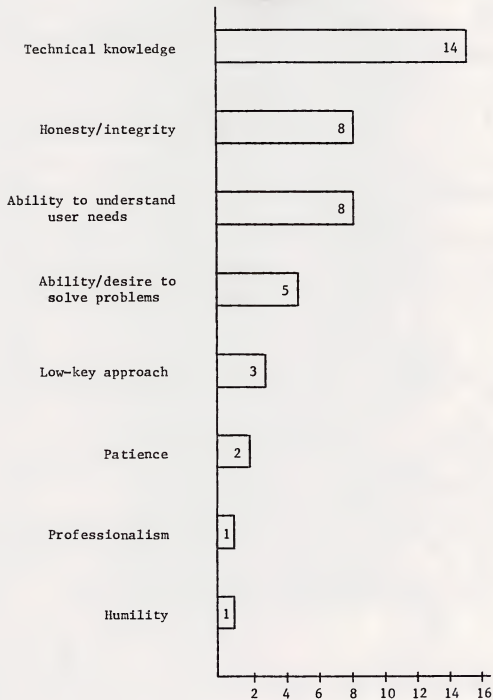 Technical knowledge 14
Honesty/integrity 8
Ability to understand
user needs 8
Ability/desire to
solve problems 5
Low-key approach 3
Patience 2
Professionalism 1
Humility 1
2 4 6 8 10 12 14 16